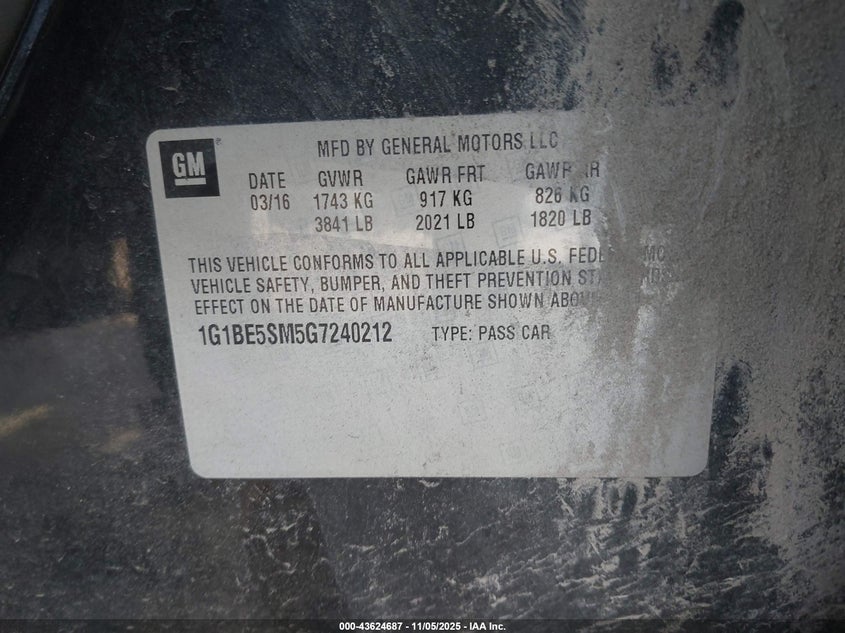 GM
MFD BY GENERAL MOTORS LLC
DATE GVWR GAWR FRT GAWR RR
03/16 1743 KG 917 KG 826 KG
3841 LB 2021 LB 1820 LB
THIS VEHICLE CONFORMS TO ALL APPLICABLE U.S.
VEHICLE SAFETY, BUMPER, AND THEFT PREVENTION
EFFECT ON THE DATE OF MANUFACTURE SHOWN
1G1BE5SM5G7240212 TYPE: PASS CAR
000-43624687 - 11/05/2025 - IAA Inc.